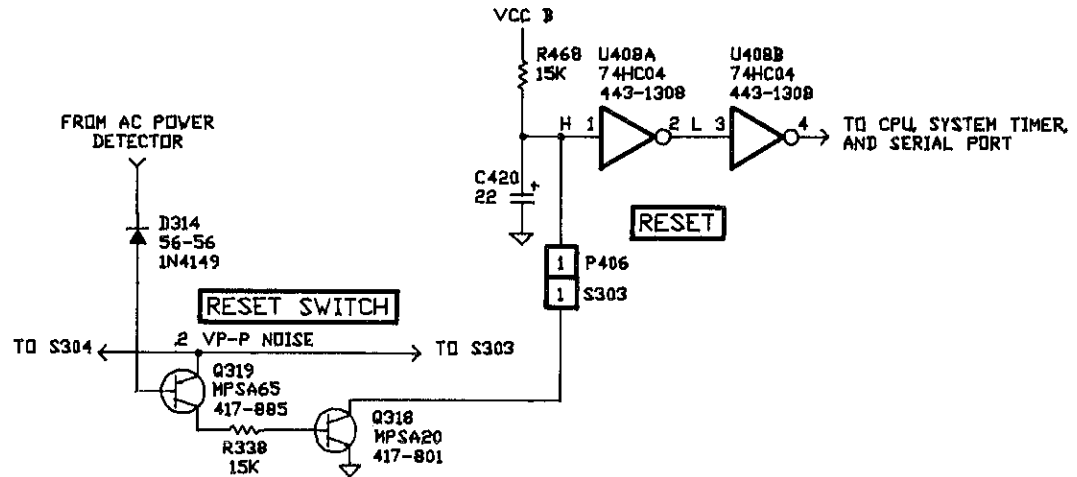 VCC B
R468
15K
U408A
74HC04
443-1308
U408B
74HC04
443-1308
FROM AC POWER
DETECTOR
H 1 2 L 3 4
TO CPU, SYSTEM TIMER,
AND SERIAL PORT
C420 +
22
D314
56-56
1N4149
RESET
1 P406
1 S303
RESET SWITCH
TO S304
.2 VP-P NOISE
TO S303
Q319
MPSA65
417-885
R338
15K
Q318
MPSA20
417-801